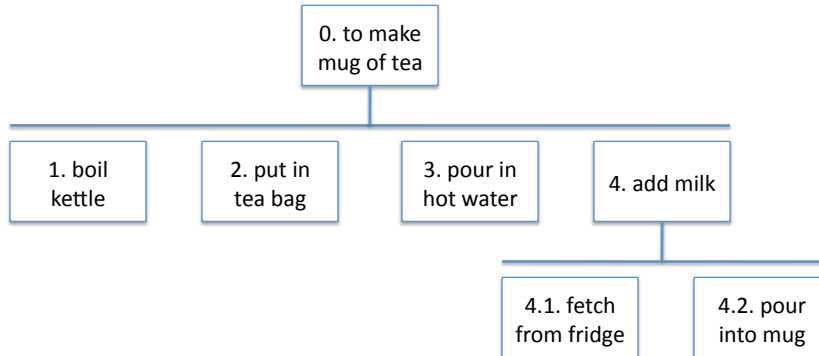 0. to make
mug of tea
1. boil
kettle
2. put in
tea bag
3. pour in
hot water
4. add milk
4.1. fetch
from fridge
4.2. pour
into mug